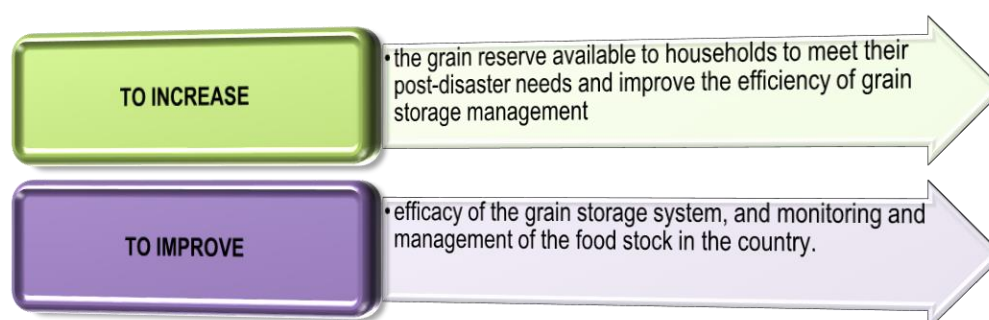 TO INCREASE
•the grain reserve available to households to meet their
post-disaster needs and improve the efficiency of grain
storage management
TO IMPROVE
•efficacy of the grain storage system, and monitoring and
management of the food stock in the country.